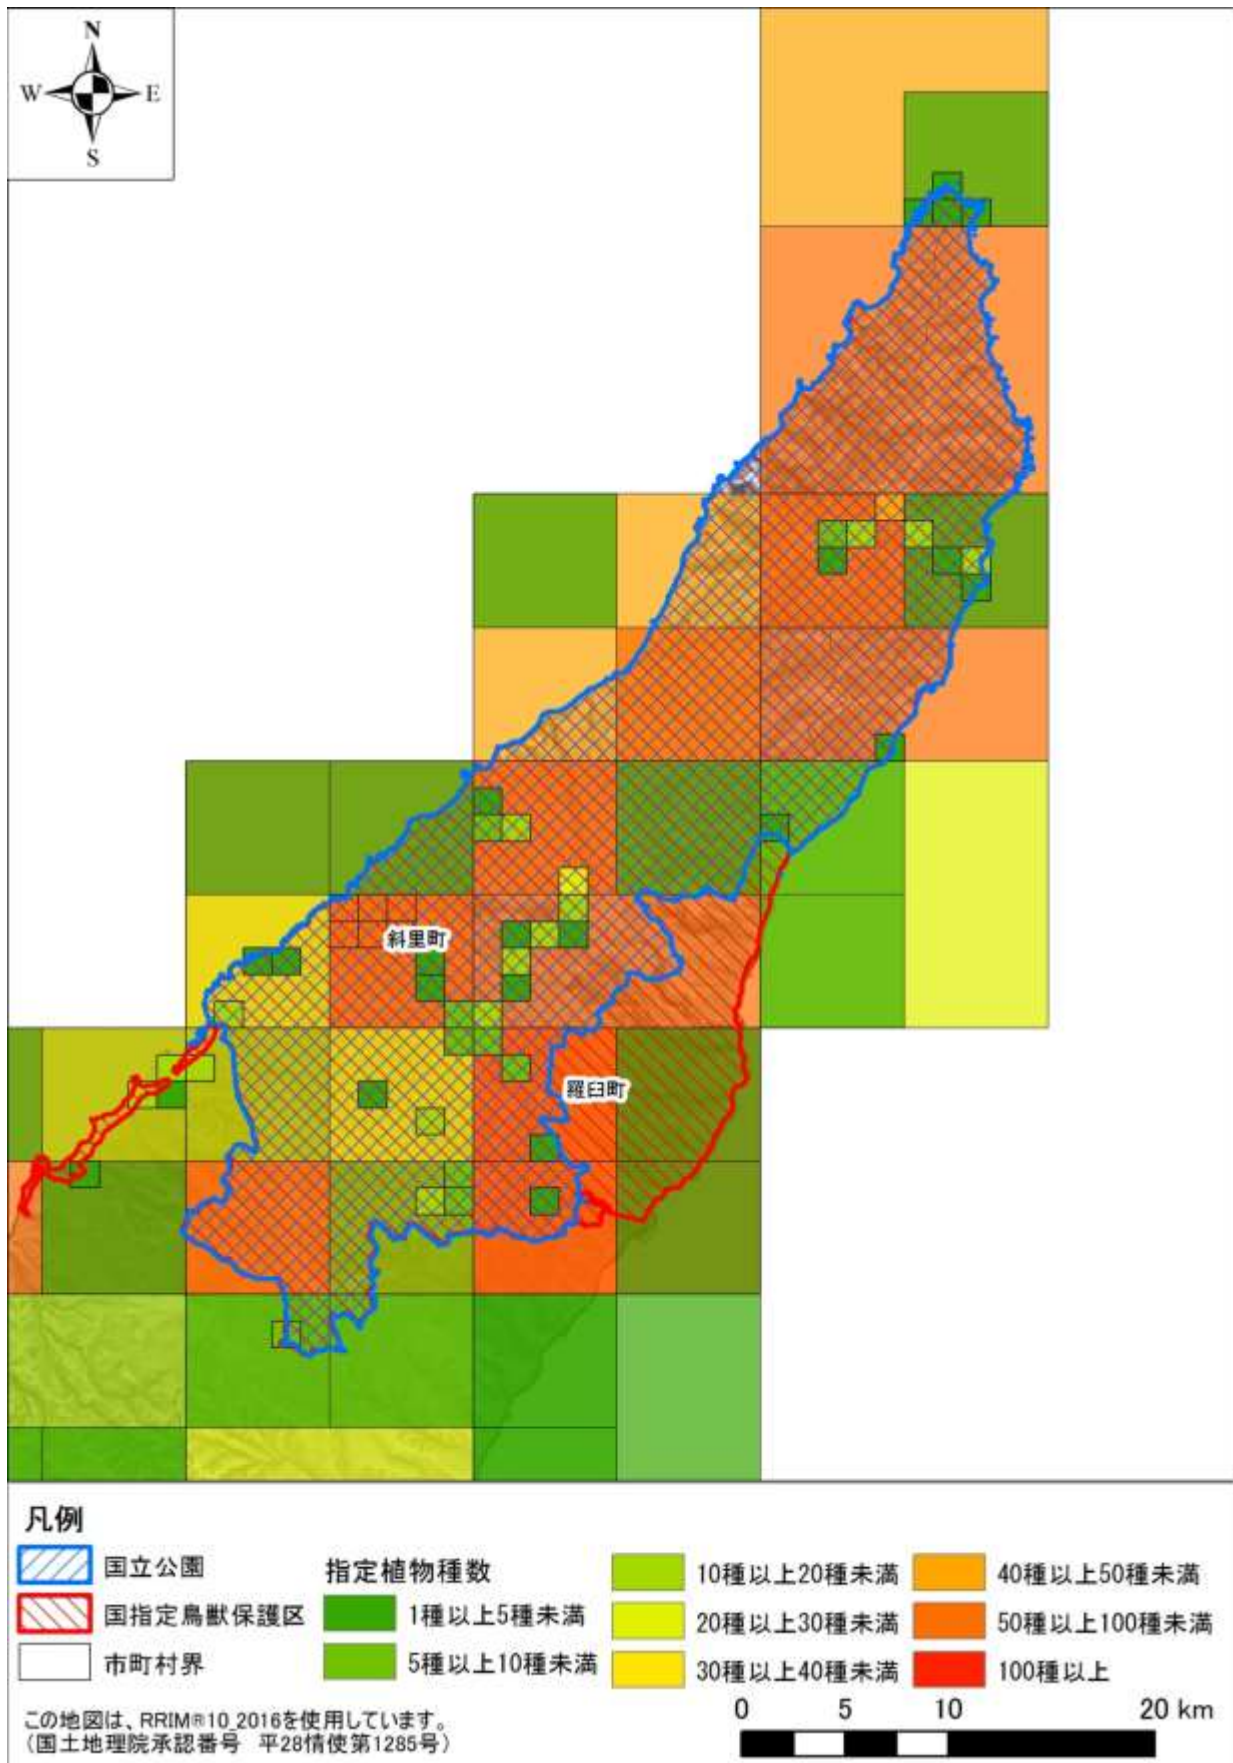 N
W E
S
斜里町
羅臼町
凡例
国立公園
国指定鳥獣保護区
市町村界
指定植物種数
1種以上5種未満
5種以上10種未満
10種以上20種未満
20種以上30種未満
30種以上40種未満
40種以上50種未満
50種以上100種未満
100種以上
この地図は、RRIM®10_2016を使用しています。
（国土地理院承認番号　平28情使第1285号）
0 5 10 20 km